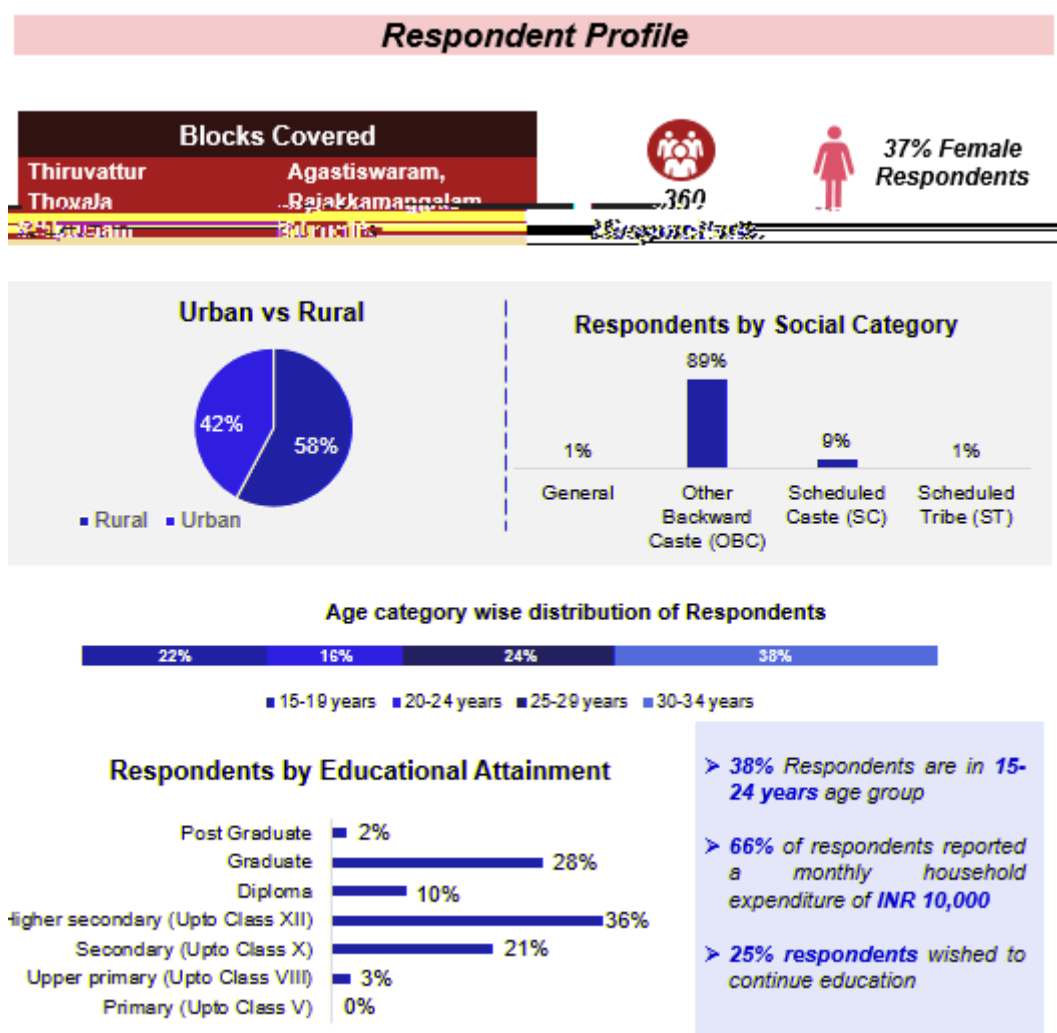 Respondent Profile
Blocks Covered
Thiruvattur
Agastiswaram,
Thovala
Rajakkamangalam
360
37% Female
Respondents
Urban vs Rural
42%
58%
Rural Urban
Respondents by Social Category
89%
1%
9%
1%
General
Other
Backward
Caste (OBC)
Scheduled
Caste (SC)
Scheduled
Tribe (ST)
Age category wise distribution of Respondents
22% 16% 24% 38%
15-19 years 20-24 years 25-29 years 30-34 years
Respondents by Educational Attainment
Post Graduate 2%
Graduate 28%
Diploma 10%
ligher secondary (Upto Class XII) 36%
Secondary (Upto Class X) 21%
Upper primary (Upto Class VIII) 3%
Primary (Upto Class V) 0%
➢ 38% Respondents are in 15-
24 years age group
➢ 66% of respondents reported
a monthly household
expenditure of INR 10,000
➢ 25% respondents wished to
continue education